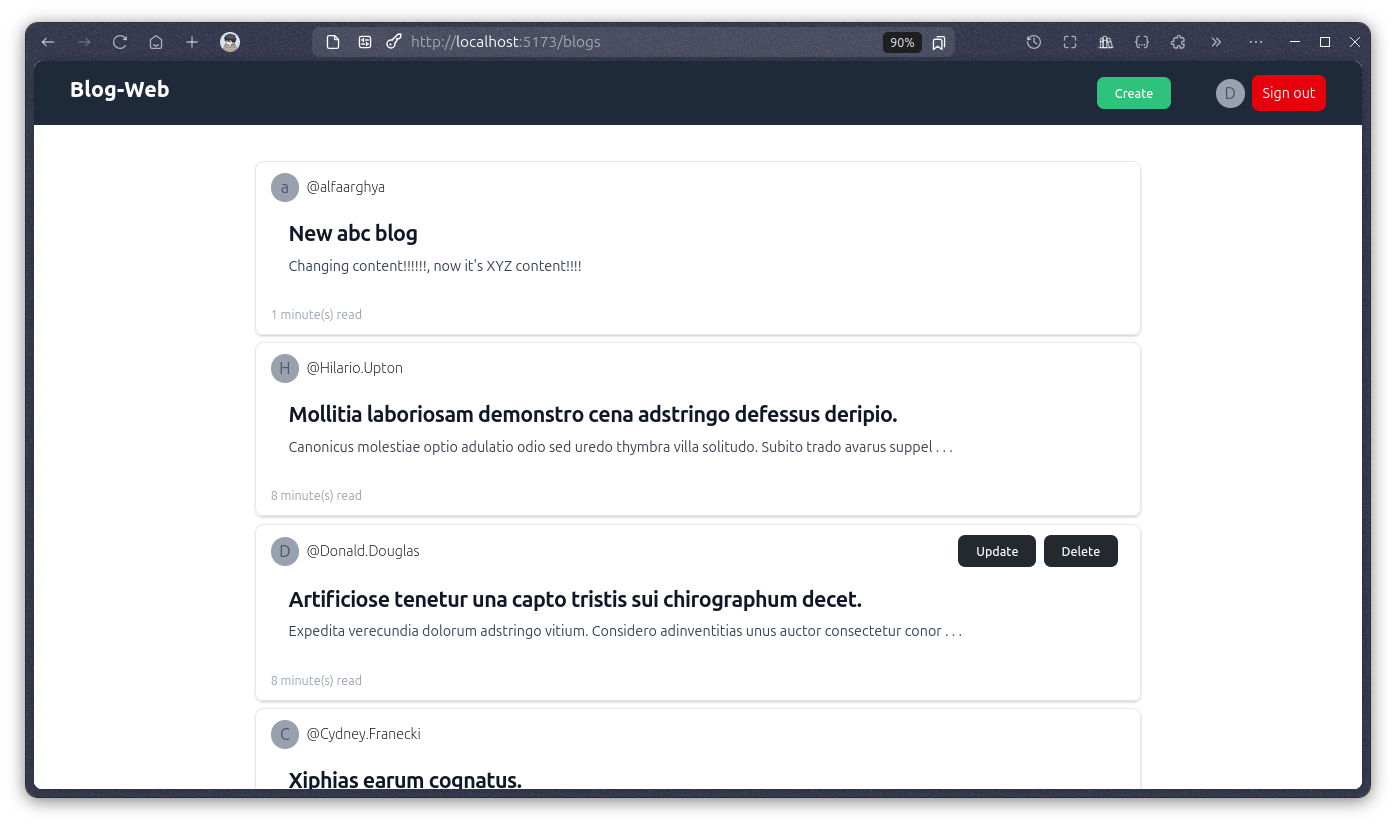 http://localhost:5173/blogs
90%
Blog-Web
Create
D
Sign out
a @alfaarghya
New abc blog
Changing content!!!!!!, now it's XYZ content!!!!
1 minute(s) read
H @Hilario.Upton
Mollitia laboriosam demonstro cena adstringo defessus deripio.
Canonicus molestiae optio adulatio odio sed uredo thymbra villa solitudo. Subito trado avarus suppel . . .
8 minute(s) read
D @Donald.Douglas
Update
Delete
Artificiose tenetur una capto tristis sui chirographum decet.
Expedita verecundia dolorum adstringo vitium. Considero adinventitias unus auctor consectetur conor . . .
8 minute(s) read
C @Cydney.Franecki
Xiphias earum cognatus.